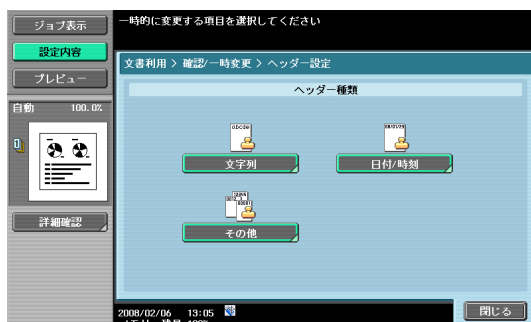 ジョブ表示
一時的に変更する項目を選択してください
設定内容
文書利用 > 確認/一時変更 > ヘッダー設定
プレビュー
ヘッダー種類
自動 100.0%
abcde
08/01/29
文字列
日付/時刻
詳細確認
その他
2008/02/06 13:05
閉じる